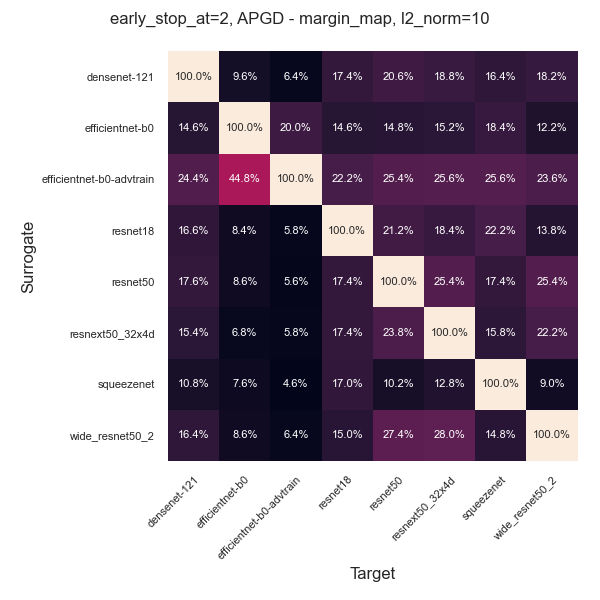 early_stop_at=2, APGD - margin_map, l2_norm=10
densenet-121 100.0% 9.6% 6.4% 17.4% 20.6% 18.8% 16.4% 18.2%
efficientnet-b0 14.6% 100.0% 20.0% 14.6% 14.8% 15.2% 18.4% 12.2%
efficientnet-b0-advtrain 24.4% 44.8% 100.0% 22.2% 25.4% 25.6% 25.6% 23.6%
resnet18 16.6% 8.4% 5.8% 100.0% 21.2% 18.4% 22.2% 13.8%
resnet50 17.6% 8.6% 5.6% 17.4% 100.0% 25.4% 17.4% 25.4%
resnext50_32x4d 15.4% 6.8% 5.8% 17.4% 23.8% 100.0% 15.8% 22.2%
squeezenet 10.8% 7.6% 4.6% 17.0% 10.2% 12.8% 100.0% 9.0%
wide_resnet50_2 16.4% 8.6% 6.4% 15.0% 27.4% 28.0% 14.8% 100.0%
Surrogate
densenet-121
efficientnet-b0
efficientnet-b0-advtrain
resnet18
resnet50
resnext50_32x4d
squeezenet
wide_resnet50_2
Target